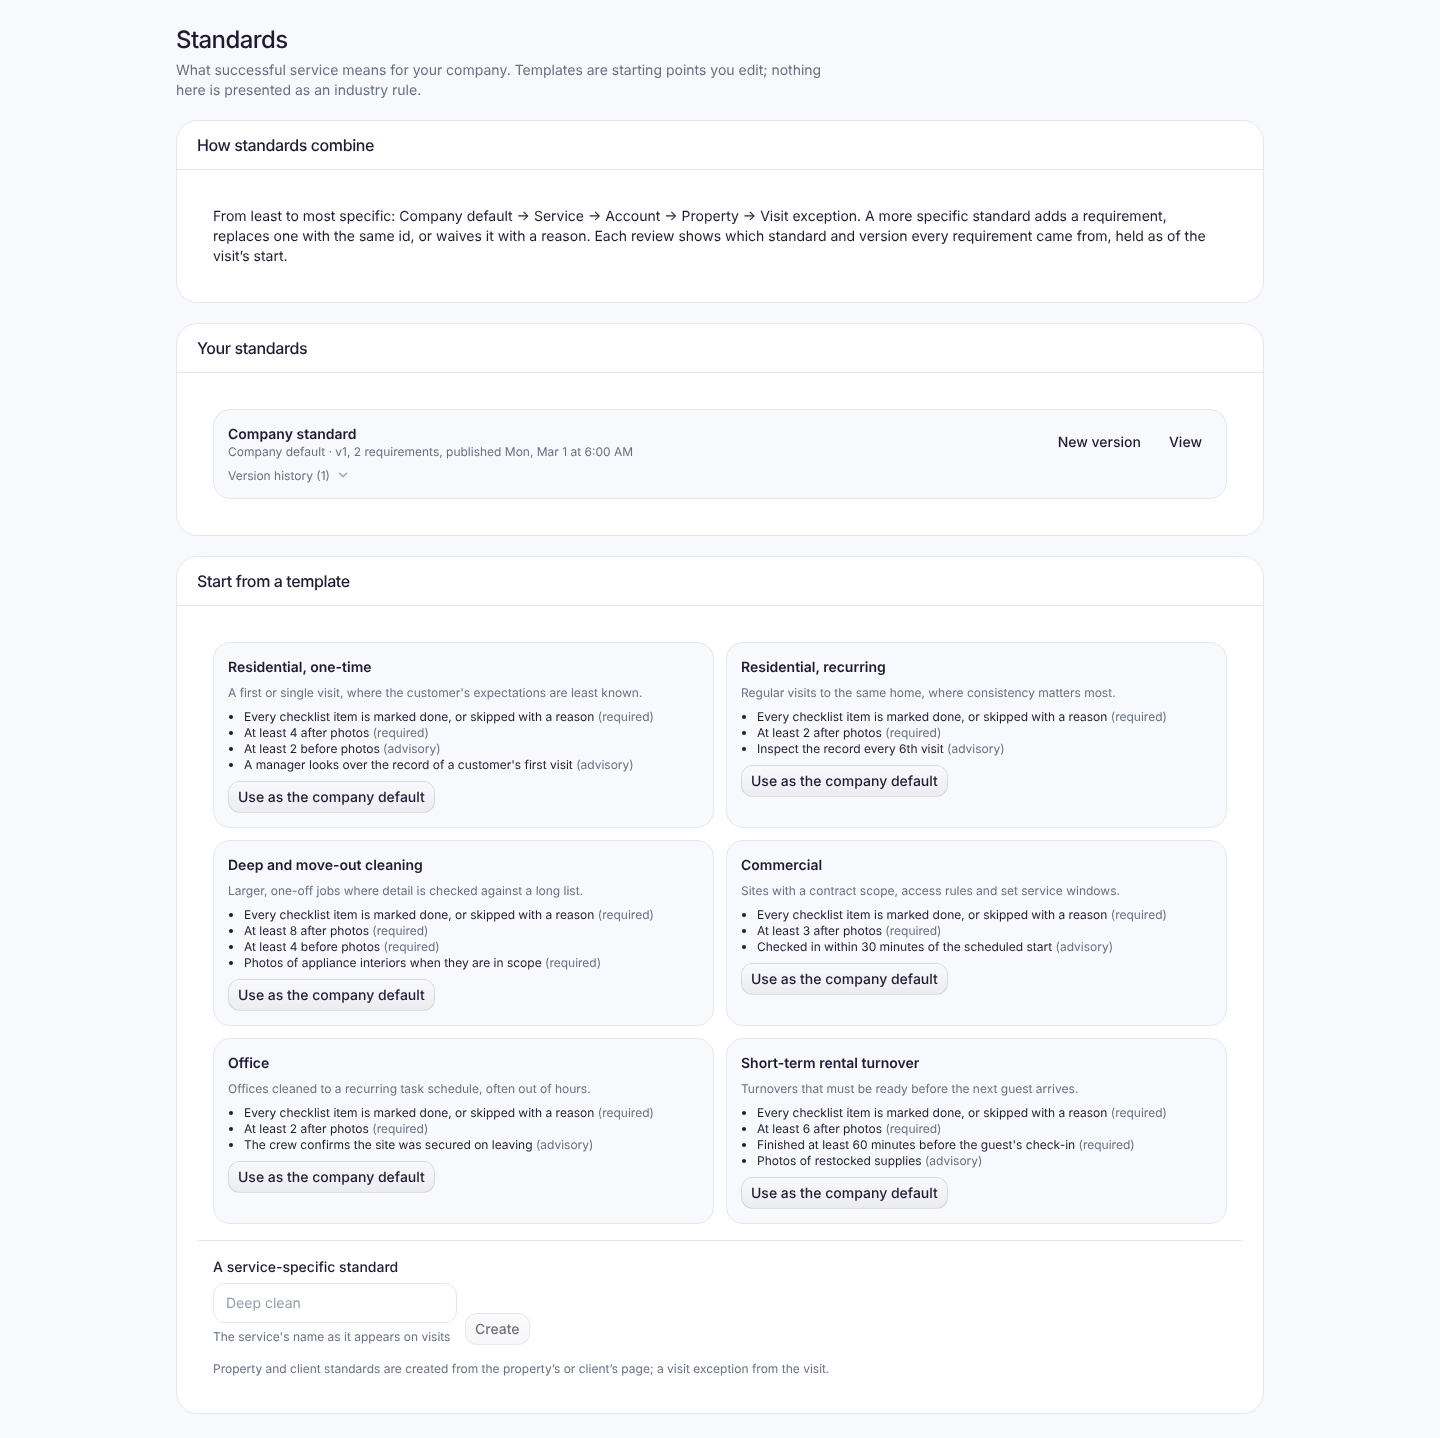 Standards
What successful service means for your company. Templates are starting points you edit; nothing
here is presented as an industry rule.
How standards combine
From least to most specific: Company default → Service → Account → Property → Visit exception. A more specific standard adds a requirement,
replaces one with the same id, or waives it with a reason. Each review shows which standard and version every requirement came from, held as of the
visit’s start.
Your standards
Company standard
Company default · v1, 2 requirements, published Mon, Mar 1 at 6:00 AM
Version history (1)
New version
View
Start from a template
Residential, one-time
A first or single visit, where the customer's expectations are least known.
• Every checklist item is marked done, or skipped with a reason (required)
• At least 4 after photos (required)
• At least 2 before photos (advisory)
• A manager looks over the record of a customer's first visit (advisory)
Use as the company default
Residential, recurring
Regular visits to the same home, where consistency matters most.
• Every checklist item is marked done, or skipped with a reason (required)
• At least 2 after photos (required)
• Inspect the record every 6th visit (advisory)
Use as the company default
Deep and move-out cleaning
Larger, one-off jobs where detail is checked against a long list.
• Every checklist item is marked done, or skipped with a reason (required)
• At least 8 after photos (required)
• At least 4 before photos (required)
• Photos of appliance interiors when they are in scope (required)
Use as the company default
Commercial
Sites with a contract scope, access rules and set service windows.
• Every checklist item is marked done, or skipped with a reason (required)
• At least 3 after photos (required)
• Checked in within 30 minutes of the scheduled start (advisory)
Use as the company default
Office
Offices cleaned to a recurring task schedule, often out of hours.
• Every checklist item is marked done, or skipped with a reason (required)
• At least 2 after photos (required)
• The crew confirms the site was secured on leaving (advisory)
Use as the company default
Short-term rental turnover
Turnovers that must be ready before the next guest arrives.
• Every checklist item is marked done, or skipped with a reason (required)
• At least 6 after photos (required)
• Finished at least 60 minutes before the guest's check-in (required)
• Photos of restocked supplies (advisory)
Use as the company default
A service-specific standard
Deep clean
The service's name as it appears on visits
Create
Property and client standards are created from the property’s or client’s page; a visit exception from the visit.